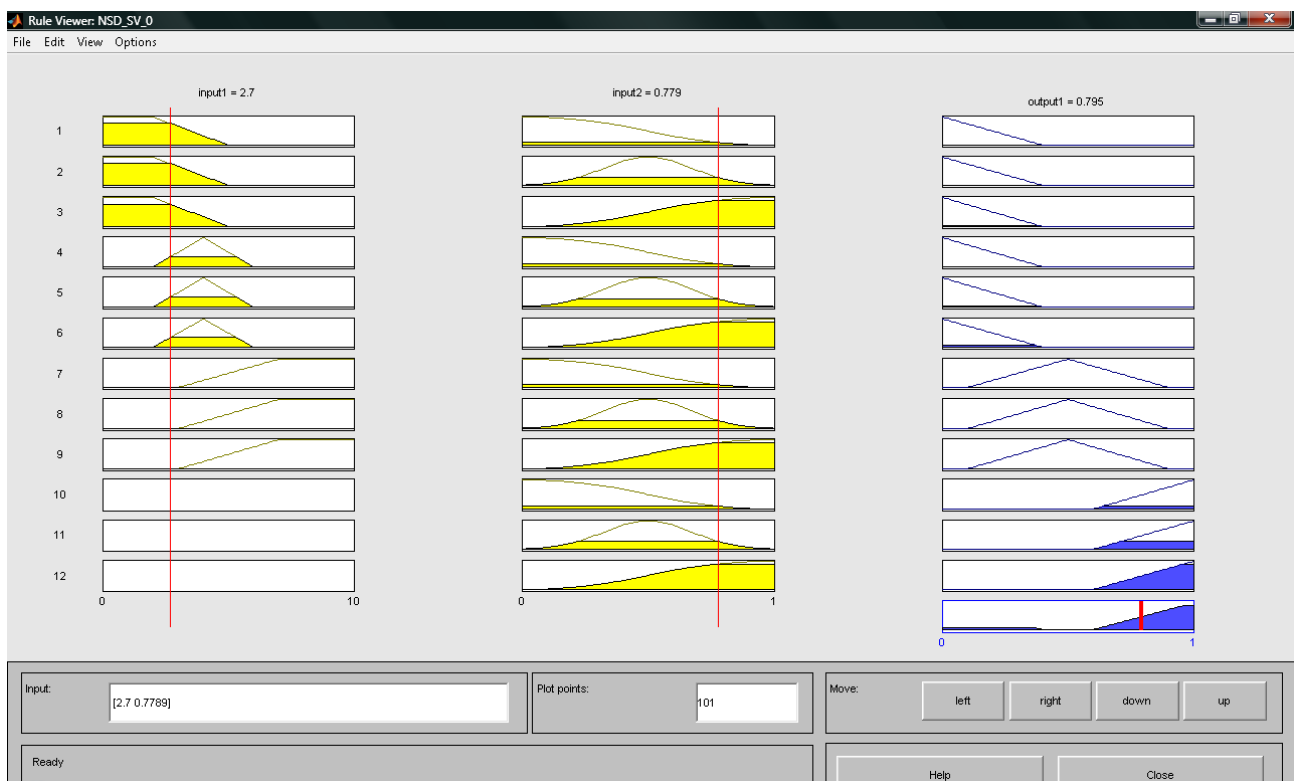 Rule Viewer: NSD_SV_0
File Edit View Options
input1 = 2.7
input2 = 0.779
output1 = 0.795
1
2
3
4
5
6
7
8
9
10
11
12
0
10
0
1
0
1
Input:
[2.7 0.7789]
Plot points:
101
Move:
left
right
down
up
Ready
Help
Close